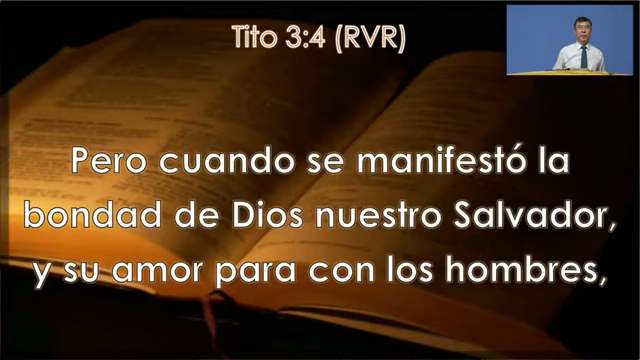 Tito 3:4 (RVR)
Pero cuando se manifestó la
bondad de Dios nuestro Salvador,
y su amor para con los hombres,